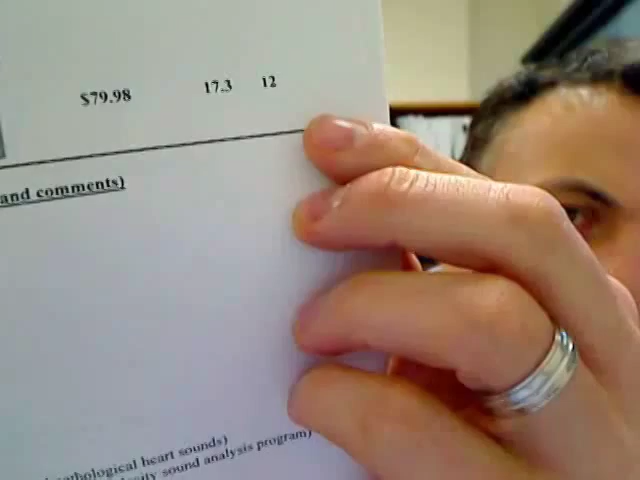 $79.98 17.3 12
and comments)
pathological heart sounds)
sound analysis program)